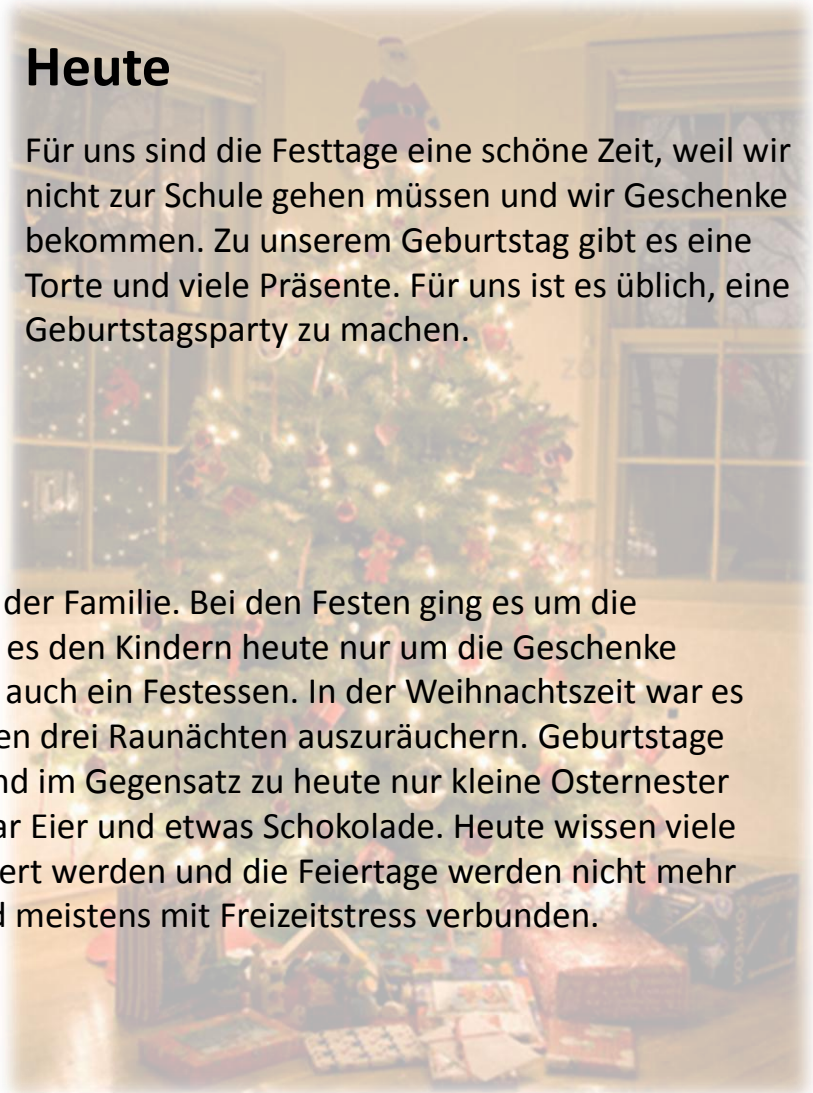 Heute
Für uns sind die Festtage eine schöne Zeit, weil wir
nicht zur Schule gehen müssen und wir Geschenke
bekommen. Zu unserem Geburtstag gibt es eine
Torte und viele Präsente. Für uns ist es üblich, eine
Geburtstagsparty zu machen.
der Familie. Bei den Festen ging es um die
es den Kindern heute nur um die Geschenke
auch ein Festessen. In der Weihnachtszeit war es
en drei Raunächten auszuräuchern. Geburtstage
nd im Gegensatz zu heute nur kleine Osternester
ar Eier und etwas Schokolade. Heute wissen viele
ert werden und die Feiertage werden nicht mehr
d meistens mit Freizeitstress verbunden.